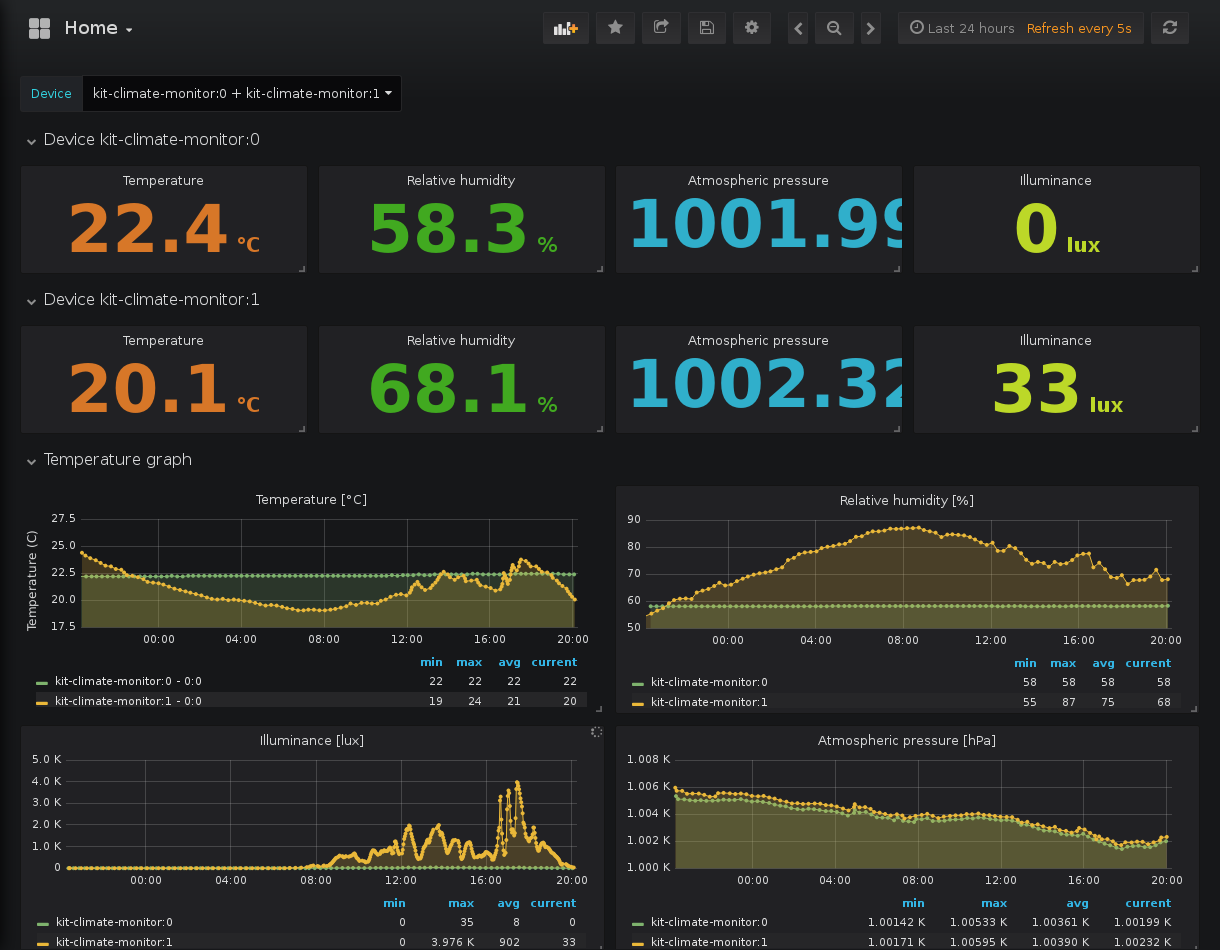 Home
Last 24 hours Refresh every 5s
Device kit-climate-monitor:0 + kit-climate-monitor:1
Device kit-climate-monitor:0
Temperature Relative humidity Atmospheric pressure Illuminance
22.4 °C 58.3 % 1001.99 0 lux
Device kit-climate-monitor:1
Temperature Relative humidity Atmospheric pressure Illuminance
20.1 °C 68.1 % 1002.32 33 lux
Temperature graph
Temperature [°C]
Temperature (C)
27.5
25.0
22.5
20.0
17.5
00:00 04:00 08:00 12:00 16:00 20:00
min max avg current
kit-climate-monitor:0 - 0:0 22 22 22 22
kit-climate-monitor:1 - 0:0 19 24 21 20
Relative humidity [%]
90
80
70
60
50
00:00 04:00 08:00 12:00 16:00 20:00
min max avg current
kit-climate-monitor:0 58 58 58 58
kit-climate-monitor:1 55 87 75 68
Illuminance [lux]
5.0 K
4.0 K
3.0 K
2.0 K
1.0 K
0
00:00 04:00 08:00 12:00 16:00 20:00
min max avg current
kit-climate-monitor:0 0 35 8 0
kit-climate-monitor:1 0 3.976 K 902 33
Atmospheric pressure [hPa]
1.008 K
1.006 K
1.004 K
1.002 K
1.000 K
00:00 04:00 08:00 12:00 16:00 20:00
min max avg current
kit-climate-monitor:0 1.00142 K 1.00533 K 1.00361 K 1.00199 K
kit-climate-monitor:1 1.00171 K 1.00595 K 1.00390 K 1.00232 K